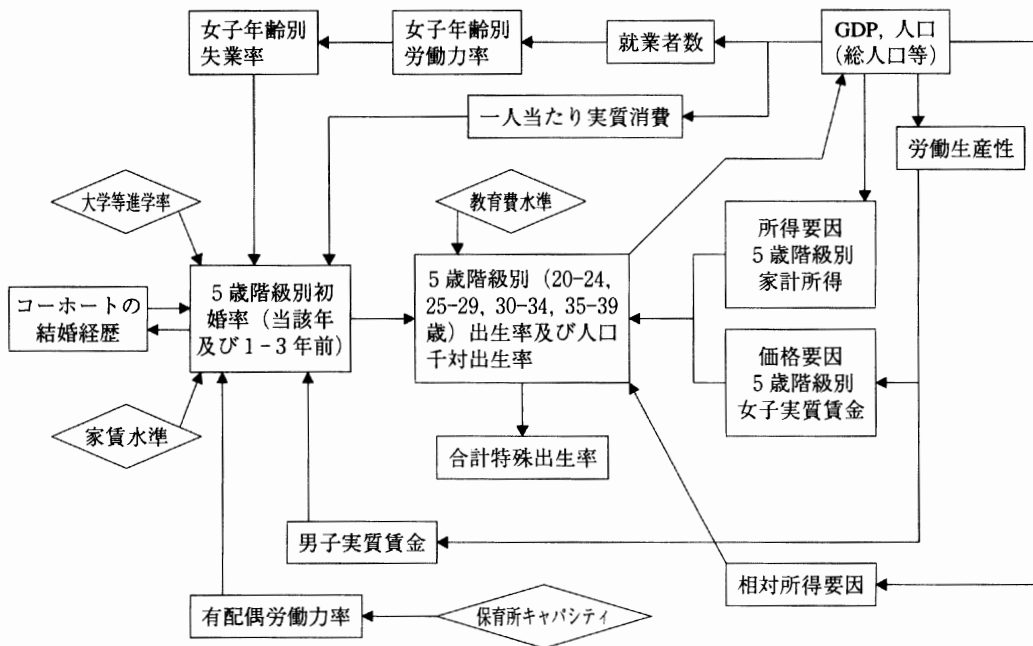 女子年齢別
失業率
女子年齢別
労働力率
就業者数
GDP, 人口
(総人口等)
一人当たり実質消費
労働生産性
大学等進学率
教育費水準
所得要因
5歳階級別
家計所得
コーホートの
結婚経歴
5歳階級別初
婚率(当該年
及び1-3年前)
5歳階級別(20-24,
25-29, 30-34, 35-39
歳)出生率及び人口
千対出生率
価格要因
5歳階級別
女子実質賃金
家賃水準
合計特殊出生率
男子実質賃金
相対所得要因
有配偶労働力率
保育所キャパシティ